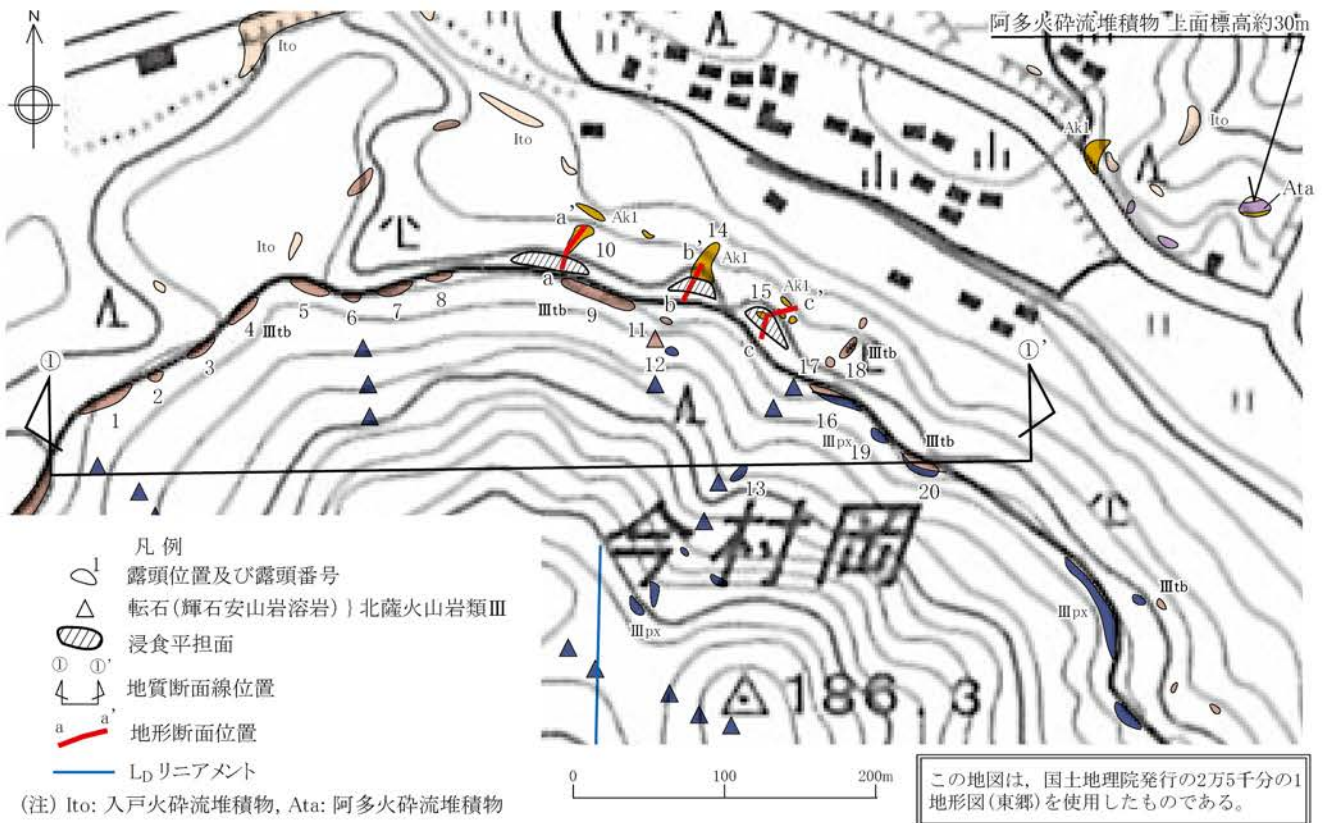 N
阿多火砕流堆積物 上面標高約30m
Ito
Ito
Ak1
Ito
Ata
a'
Ak1
10
14
b'
Ak1
Ito
a
b
15
Ak1
c'
c
5
6
7
8
4
Ⅲtb
3
Ⅲtb
9
11
12
17
18
Ⅲtb
①
①'
1
2
16
Ⅲpx
19
Ⅲtb
20
13
今村岡
Ⅲpx
Ⅲpx
Ⅲtb
186.3
凡 例
1
露頭位置及び露頭番号
転石(輝石安山岩溶岩) } 北薩火山岩類Ⅲ
浸食平担面
① ①'
地質断面線位置
a a'
地形断面位置
LDリニアメント
(注) Ito: 入戸火砕流堆積物, Ata: 阿多火砕流堆積物
0 100 200m
この地図は, 国土地理院発行の2万5千分の1
地形図(東郷)を使用したものである。